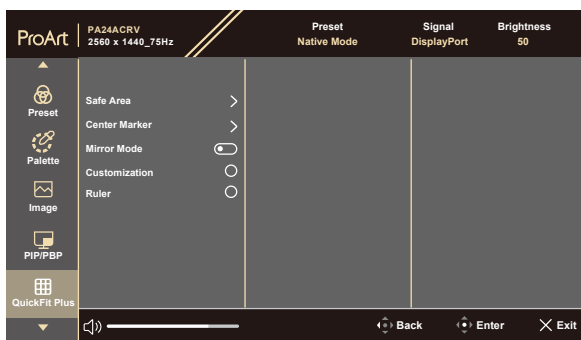 ProArt
PA24ACRV
2560 x 1440_75Hz
Preset
Native Mode
Signal
DisplayPort
Brightness
50
Preset
Palette
Image
PIP/PBP
QuickFit Plus
Safe Area
Center Marker
Mirror Mode
Customization
Ruler
Back
Enter
Exit